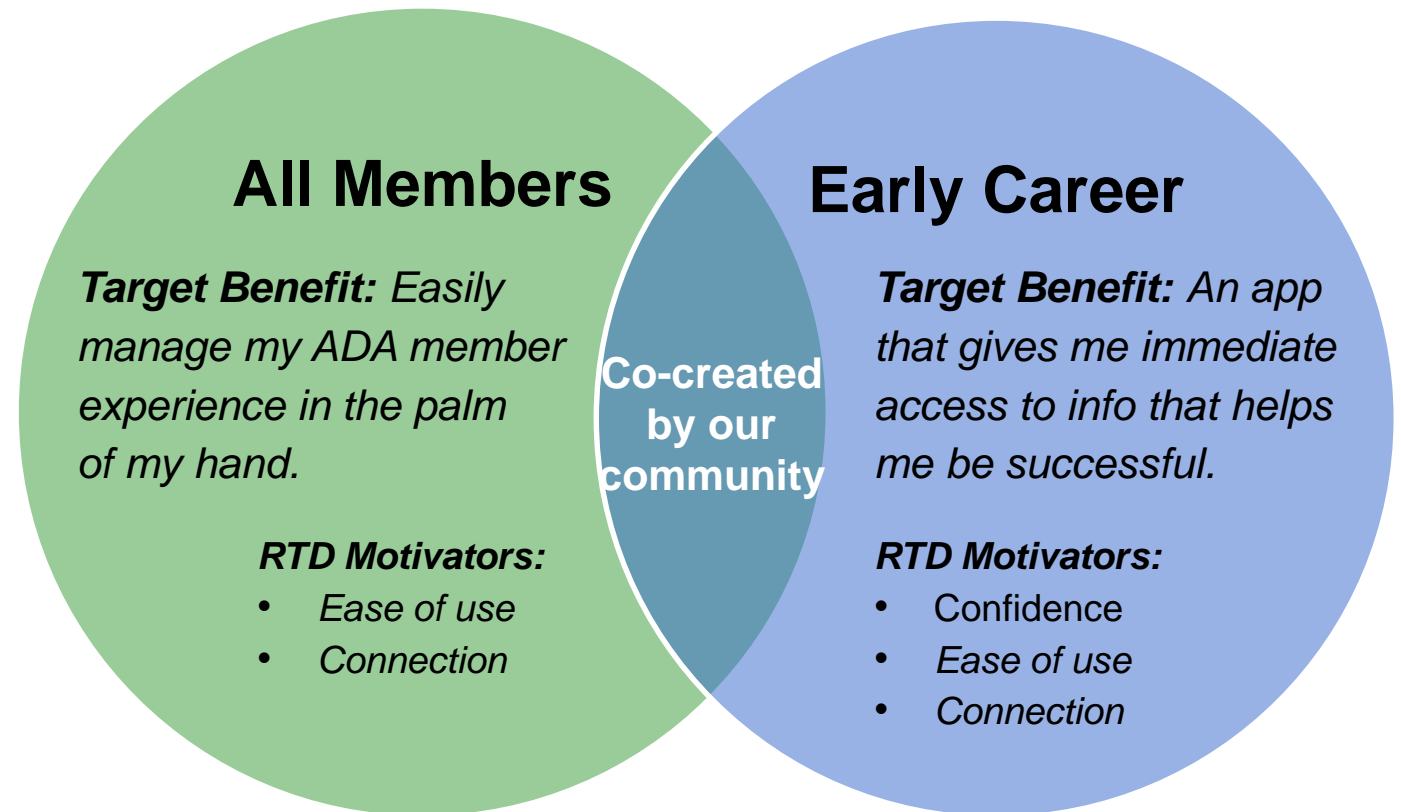 All Members
Target Benefit: Easily
manage my ADA member
experience in the palm
of my hand.
RTD Motivators:
• Ease of use
• Connection
Co-created
by our
community
Early Career
Target Benefit: An app
that gives me immediate
access to info that helps
me be successful.
RTD Motivators:
• Confidence
• Ease of use
• Connection